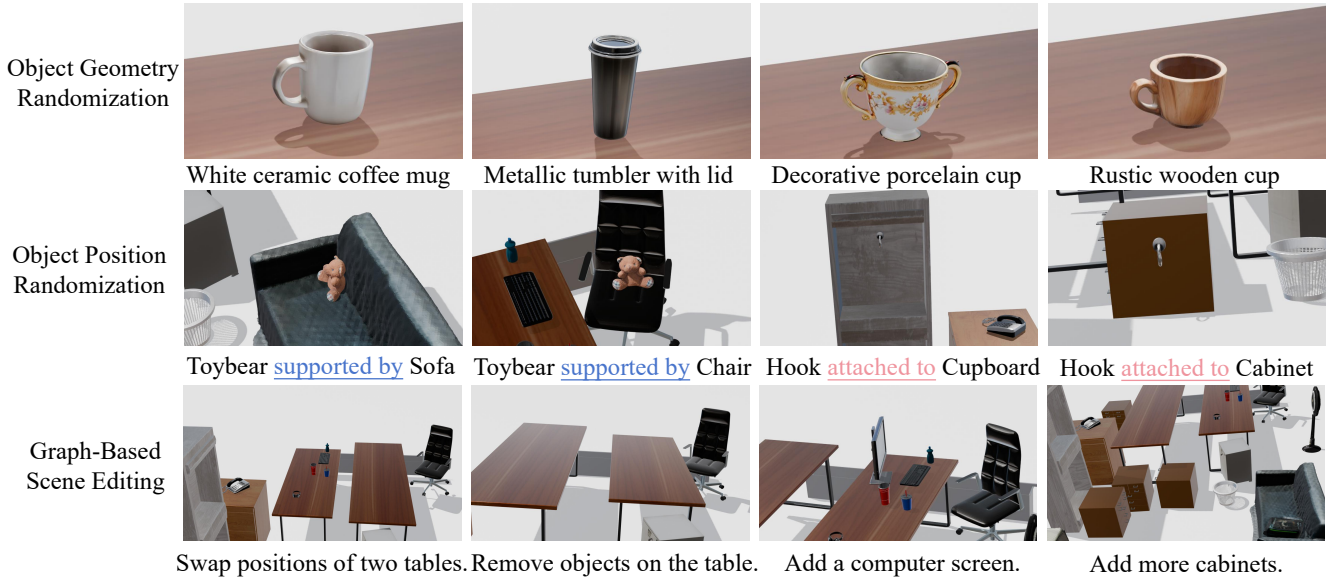 Object Geometry
Randomization
White ceramic coffee mug
Metallic tumbler with lid
Decorative porcelain cup
Rustic wooden cup
Object Position
Randomization
Toybear supported by Sofa
Toybear supported by Chair
Hook attached to Cupboard
Hook attached to Cabinet
Graph-Based
Scene Editing
Swap positions of two tables.
Remove objects on the table.
Add a computer screen.
Add more cabinets.